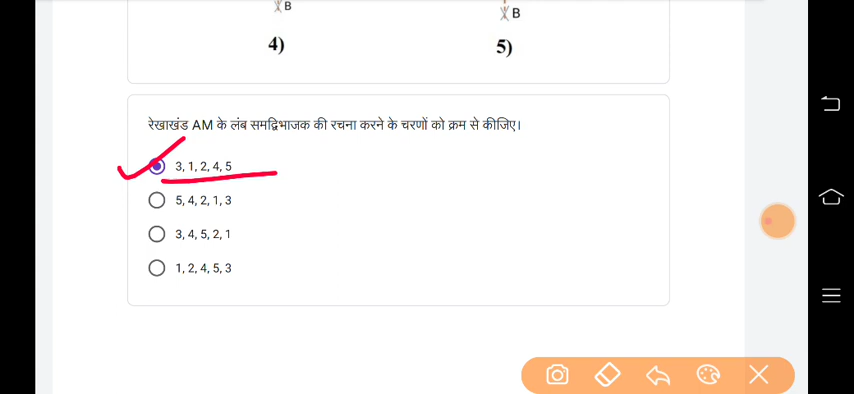 B
B
4)
5)
रेखाखंड AM के लंब समद्विभाजक की रचना करने के चरणों को क्रम से कीजिए।
3, 1, 2, 4, 5
5, 4, 2, 1, 3
3, 4, 5, 2, 1
1, 2, 4, 5, 3